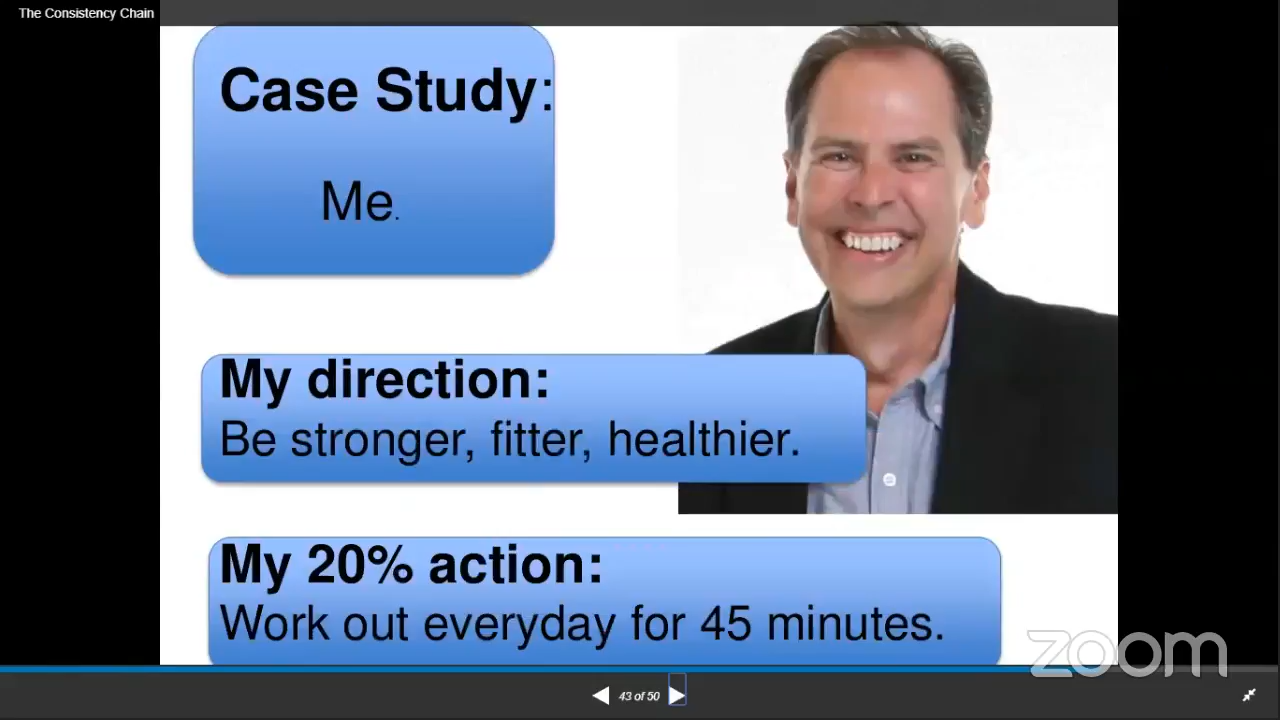 The Consistency Chain
Case Study:
Me.
My direction:
Be stronger, fitter, healthier.
My 20% action:
Work out everyday for 45 minutes.
zoom
43 of 50